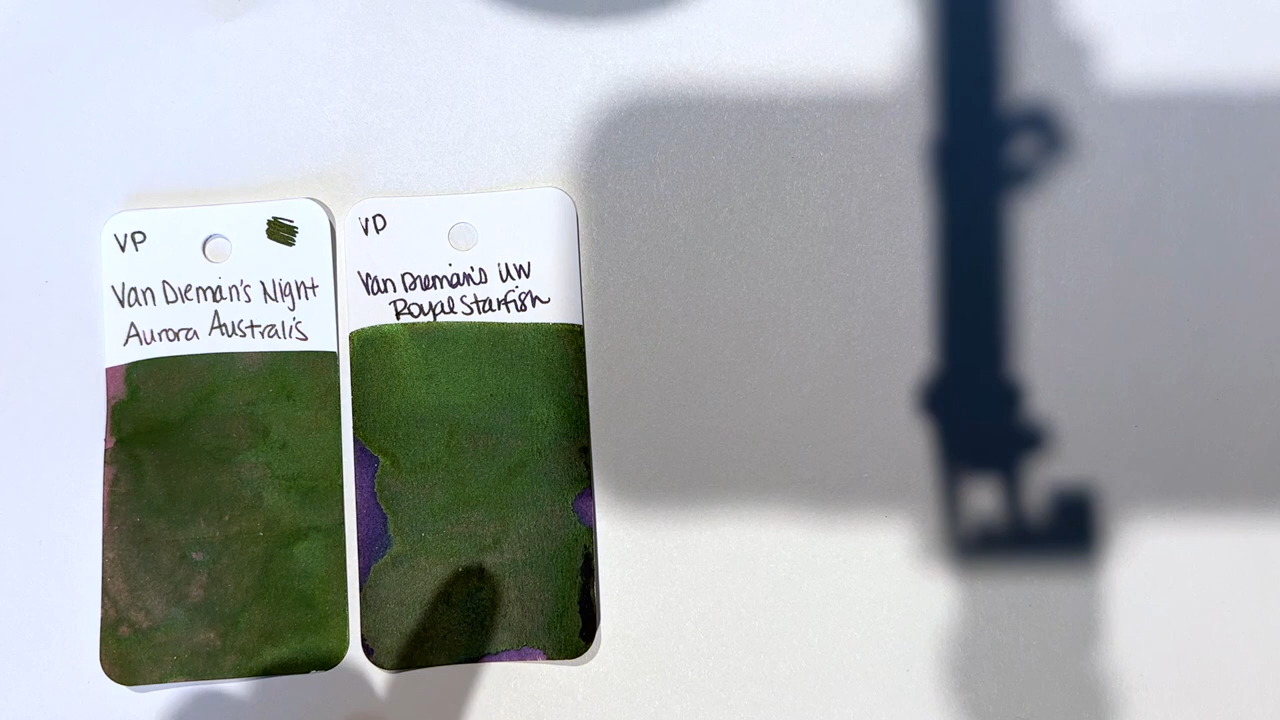 VP
Van Dieman's Night
Aurora Australis
VP
Van Dieman's UW
Royal Starfish